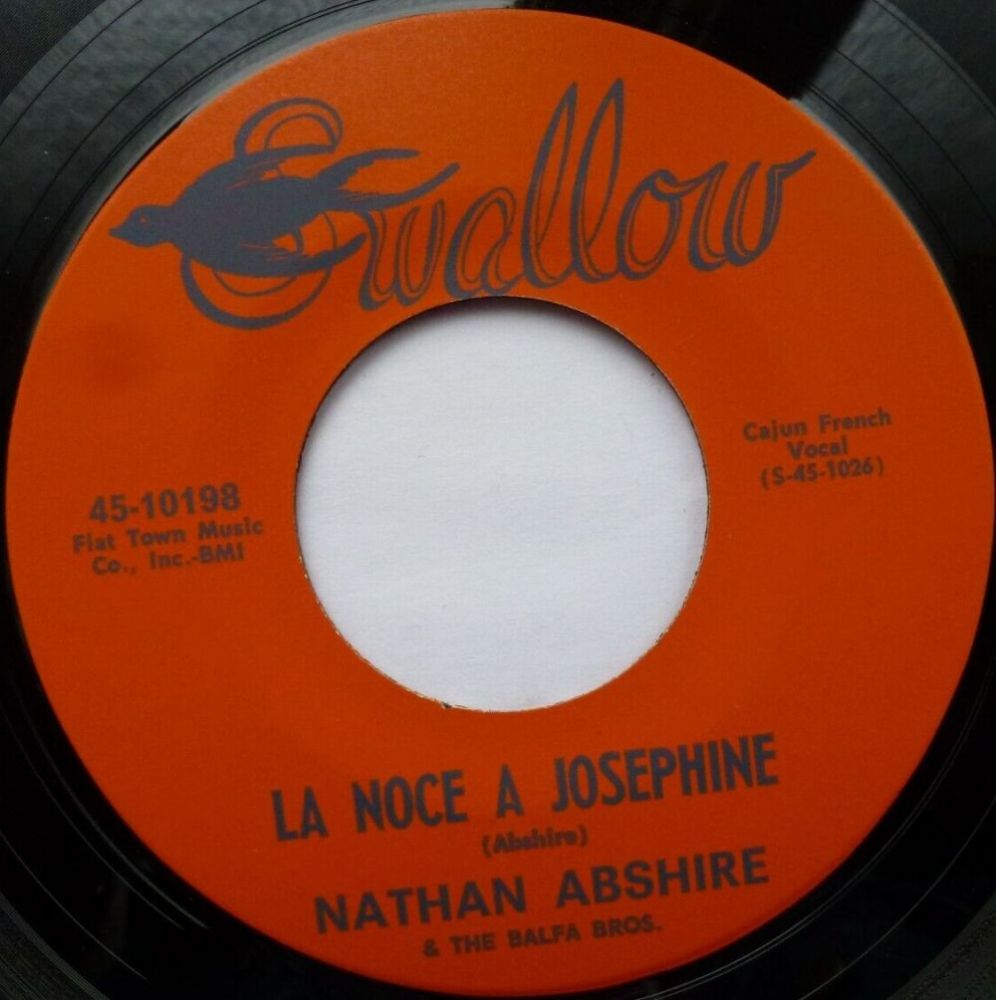 Swallow
45-10198
Flat Town Music
Co., Inc.-BMI
Cajun French
Vocal
(S-45-1026)
LA NOCE A JOSEPHINE
(Abshire)
NATHAN ABSHIRE
& THE BALFA BROS.